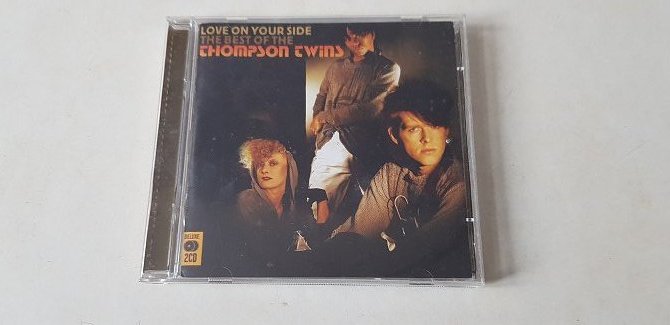 LOVE ON YOUR SIDE
THE BEST OF THE
THOMPSON TWINS
DELUXE
2CD